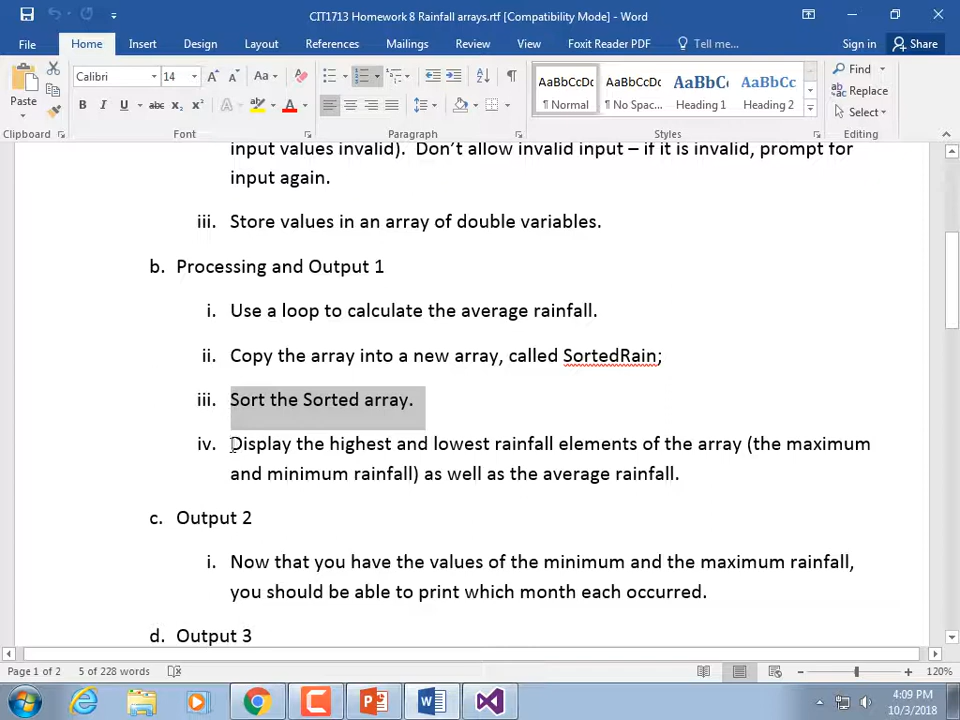 CIT1713 Homework 8 Rainfall arrays.rtf [Compatibility Mode] - Word
File Home Insert Design Layout References Mailings Review View Foxit Reader PDF Tell me... Sign in Share
Calibri 14 Aa AaBbCcDc AaBbCcDc AaBbCc AaBbCc Find
Replace
Paste B I U abc x₂ x² A A ¶ Normal ¶ No Spac... Heading 1 Heading 2 Select
Clipboard Font Paragraph Styles Editing
input values invalid). Don't allow invalid input – if it is invalid, prompt for
input again.
iii. Store values in an array of double variables.
b. Processing and Output 1
i. Use a loop to calculate the average rainfall.
ii. Copy the array into a new array, called SortedRain;
iii. Sort the Sorted array.
iv. Display the highest and lowest rainfall elements of the array (the maximum
and minimum rainfall) as well as the average rainfall.
c. Output 2
i. Now that you have the values of the minimum and the maximum rainfall,
you should be able to print which month each occurred.
d. Output 3
Page 1 of 2 5 of 228 words 120%
4:09 PM
10/3/2018